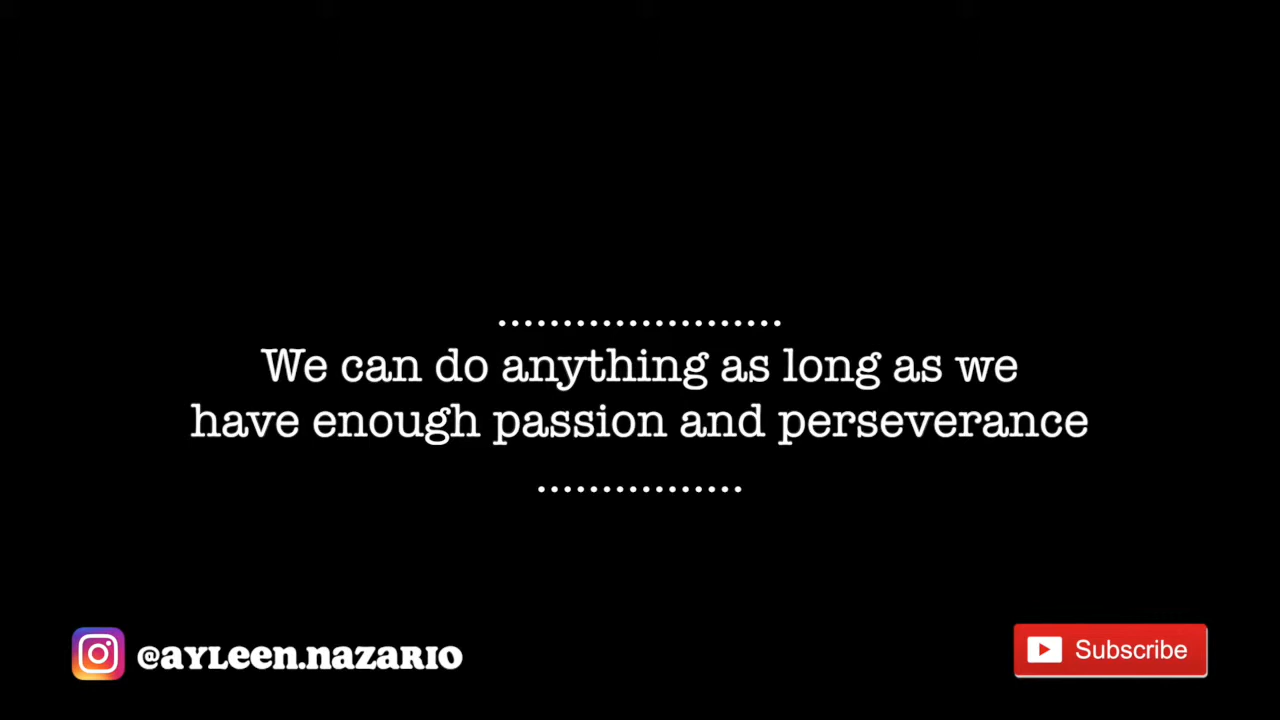 ......................
We can do anything as long as we
have enough passion and perseverance
................
@ayleen.nazario
Subscribe